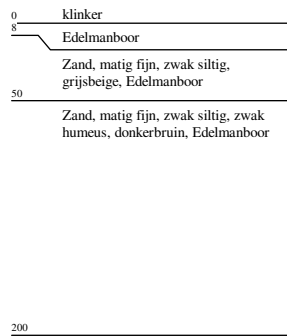 0 klinker
8
Edelmanboor
Zand, matig fijn, zwak siltig,
grijsbeige, Edelmanboor
50
Zand, matig fijn, zwak siltig, zwak
humeus, donkerbruin, Edelmanboor
200